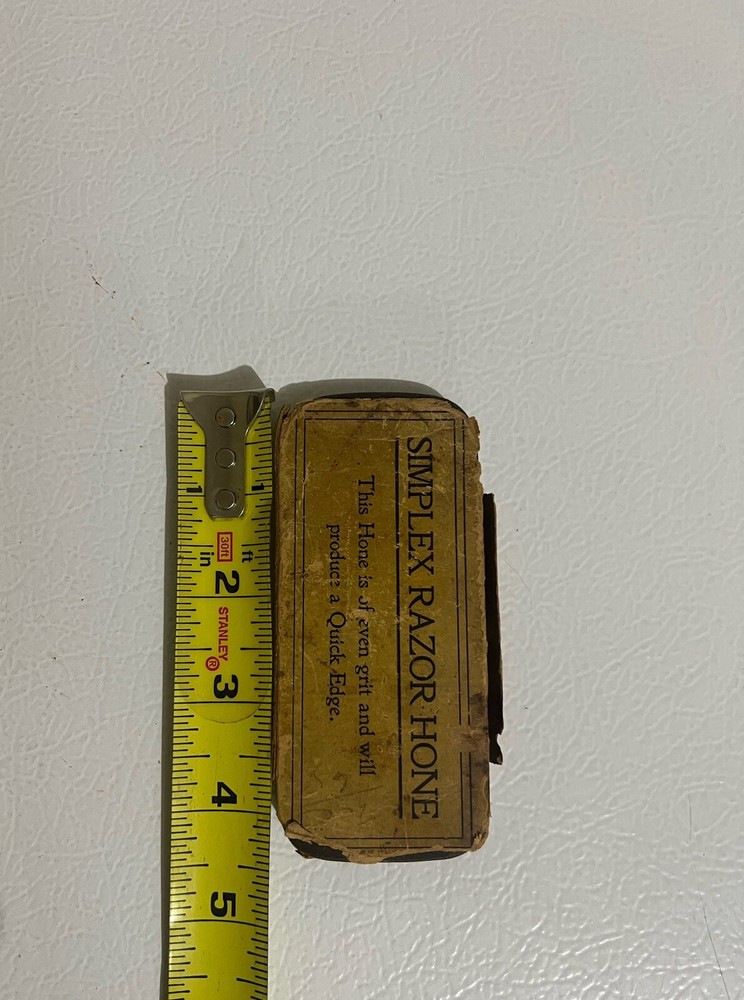 SIMPLEX RAZOR HONE
This Hone is of even grit and will
produce a Quick Edge.
1 1
30ft
in ft
2
STANLEY®
3
4
5